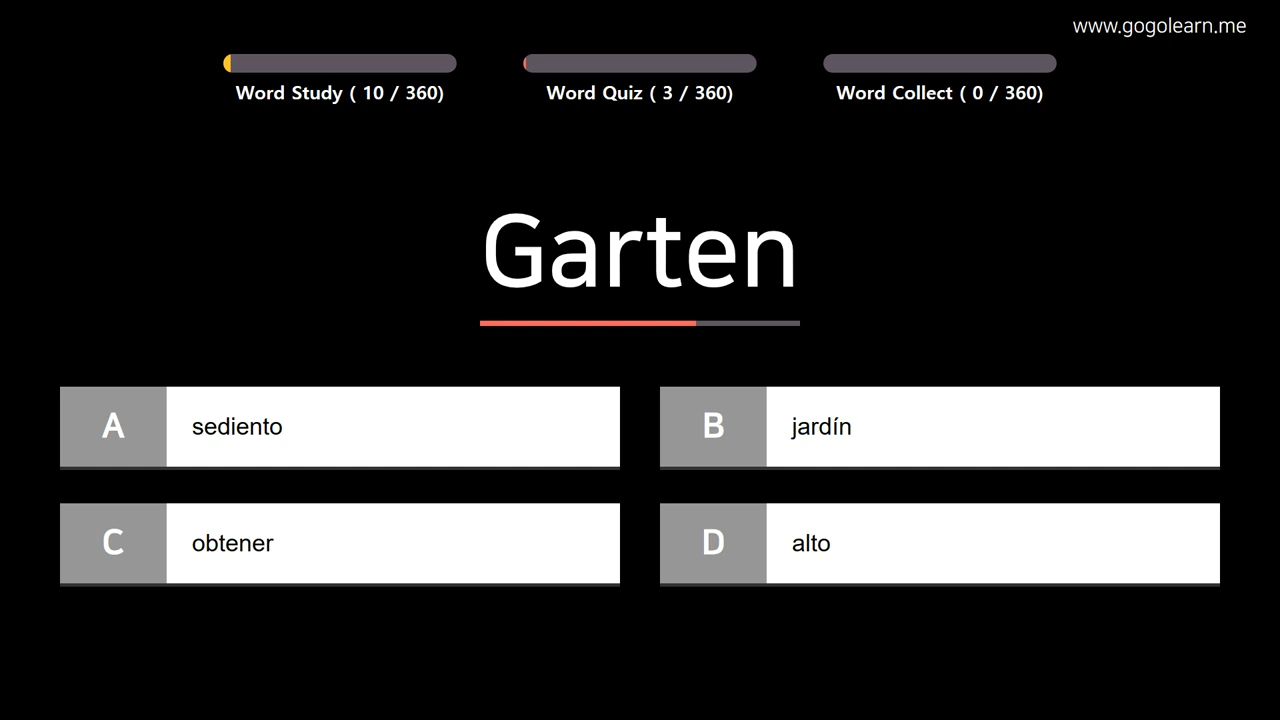 www.gogolearn.me
Word Study ( 10 / 360)
Word Quiz ( 3 / 360)
Word Collect ( 0 / 360)
Garten
A sediento
B jardín
C obtener
D alto